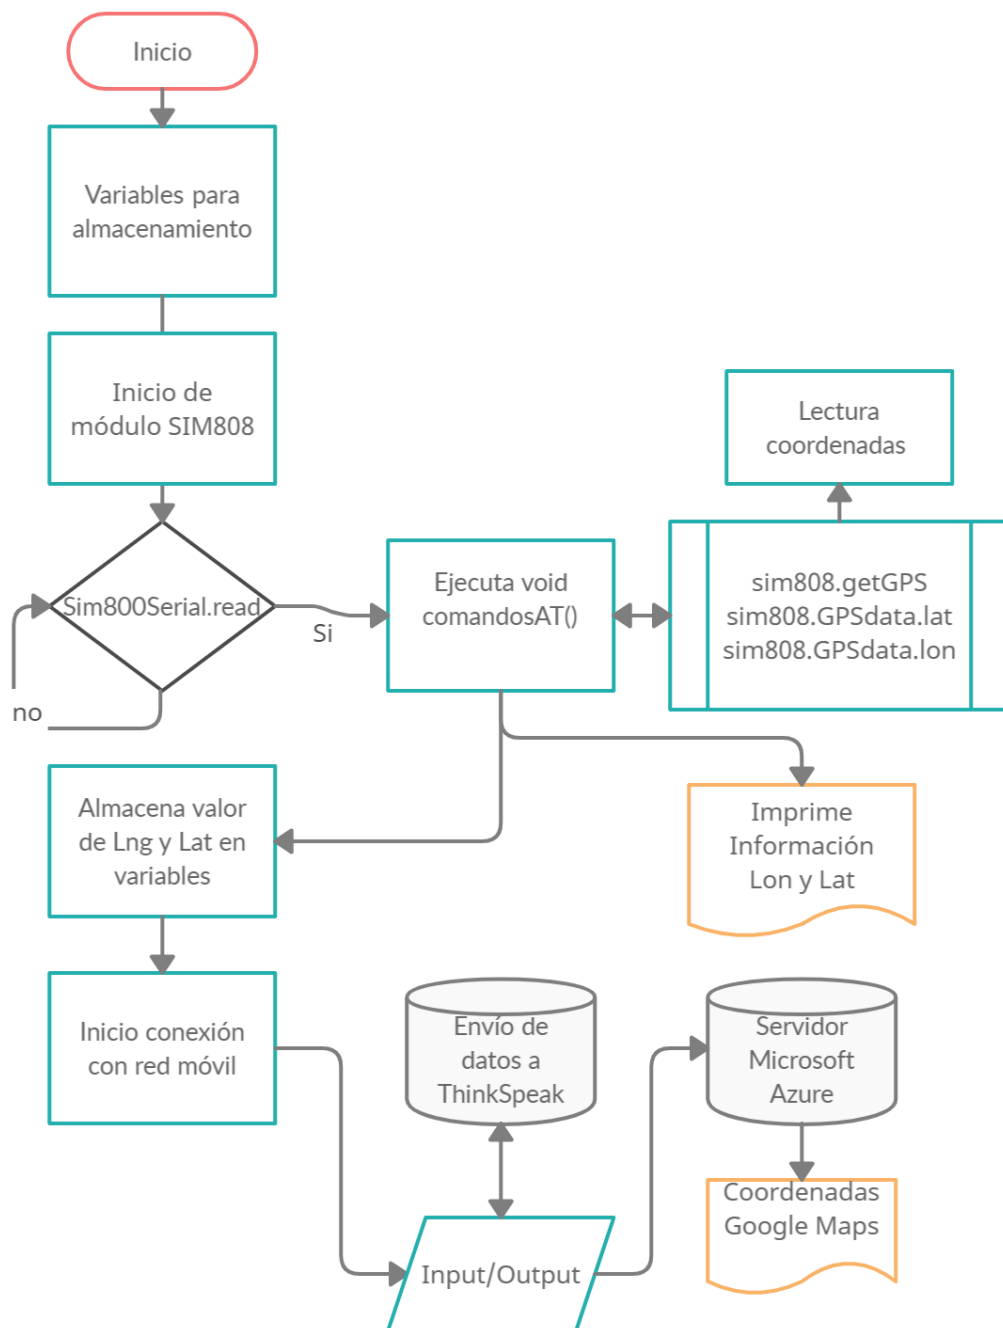 Inicio
Variables para
almacenamiento
Inicio de
módulo SIM808
Lectura
coordenadas
Sim800Serial.read
Si
no
Ejecuta void
comandosAT()
sim808.getGPS
sim808.GPSdata.lat
sim808.GPSdata.lon
Almacena valor
de Lng y Lat en
variables
Imprime
Información
Lon y Lat
Inicio conexión
con red móvil
Envío de
datos a
ThinkSpeak
Servidor
Microsoft
Azure
Coordenadas
Google Maps
Input/Output